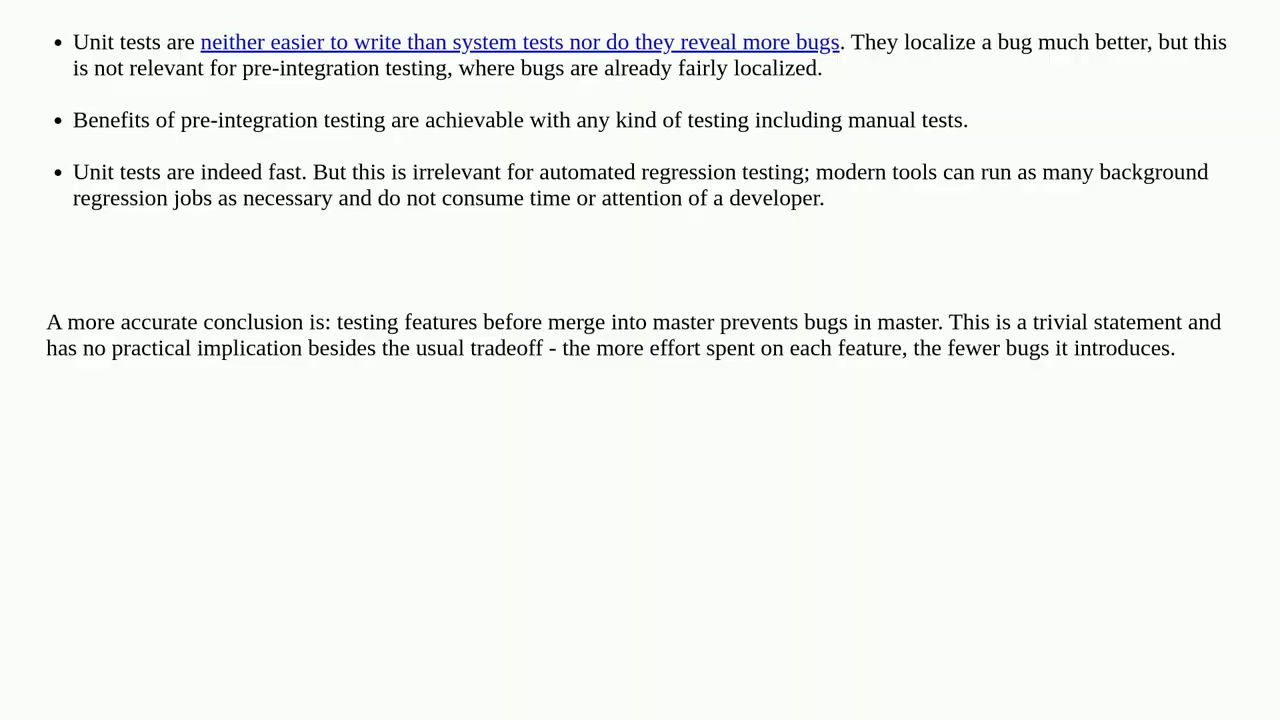 • Unit tests are neither easier to write than system tests nor do they reveal more bugs. They localize a bug much better, but this
is not relevant for pre-integration testing, where bugs are already fairly localized.
• Benefits of pre-integration testing are achievable with any kind of testing including manual tests.
• Unit tests are indeed fast. But this is irrelevant for automated regression testing; modern tools can run as many background
regression jobs as necessary and do not consume time or attention of a developer.
A more accurate conclusion is: testing features before merge into master prevents bugs in master. This is a trivial statement and
has no practical implication besides the usual tradeoff - the more effort spent on each feature, the fewer bugs it introduces.